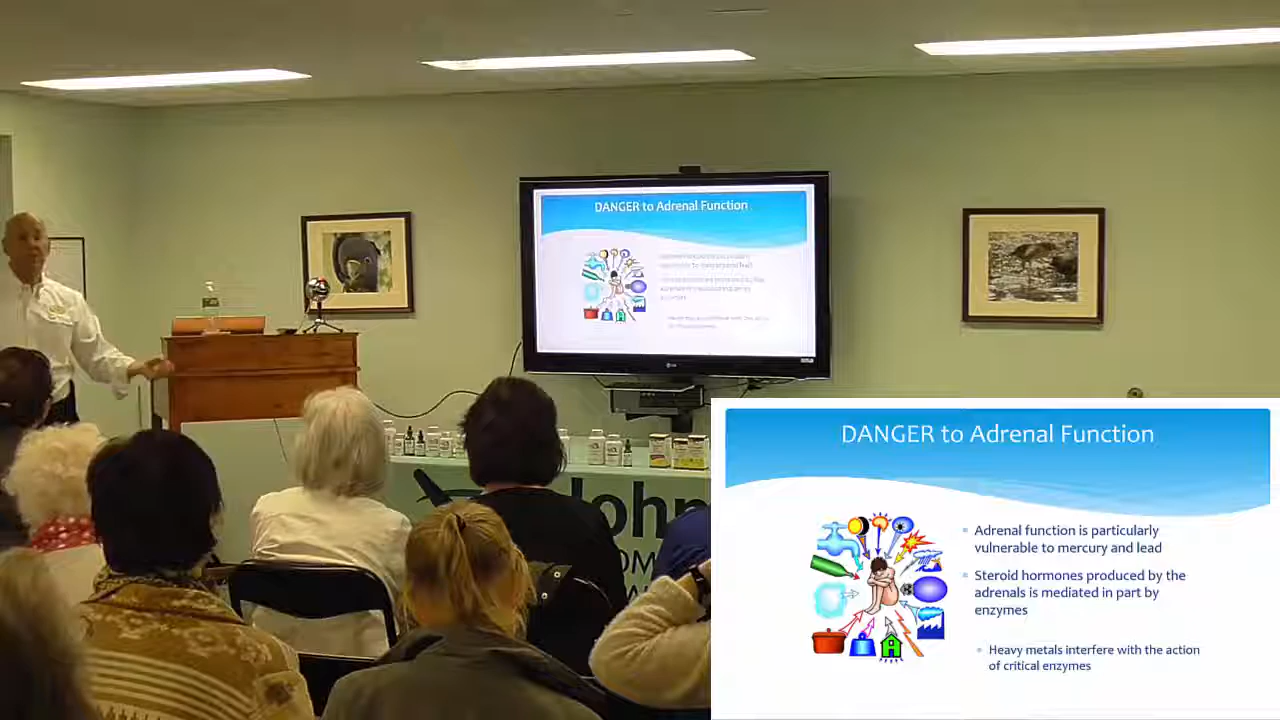 DANGER to Adrenal Function
John
OM
DANGER to Adrenal Function
Adrenal function is particularly
vulnerable to mercury and lead
Steroid hormones produced by the
adrenals is mediated in part by
enzymes
Heavy metals interfere with the action
of critical enzymes